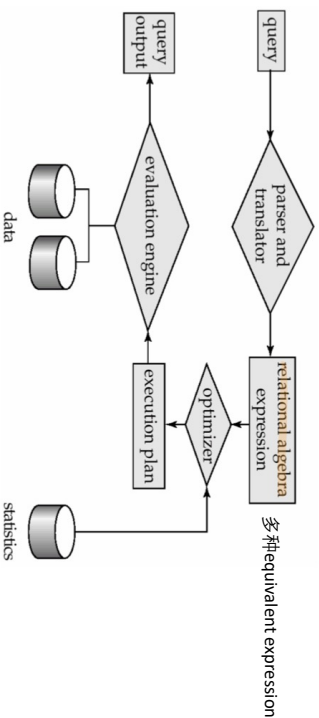 query
parser and
translator
relational algebra
expression
多种equivalent expression
optimizer
query
output
evaluation engine
execution plan
data
statistics